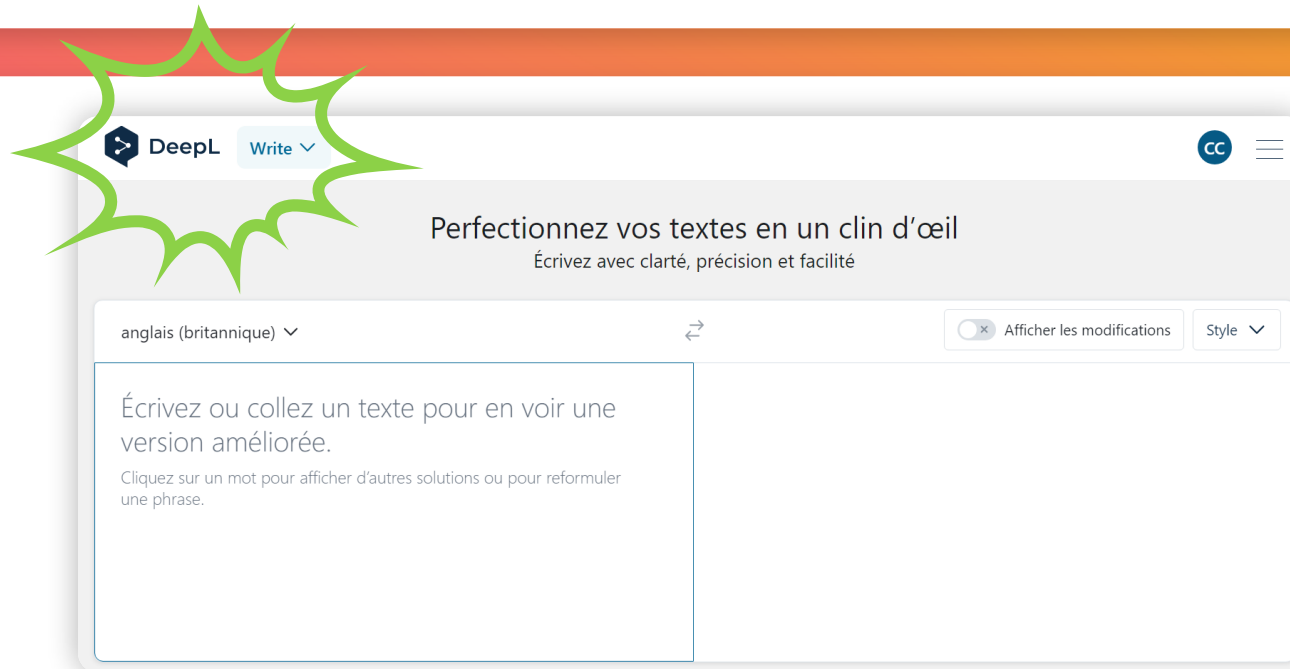 DeepL
Write
CC
Perfectionnez vos textes en un clin d’œil
Écrivez avec clarté, précision et facilité
anglais (britannique)
Afficher les modifications
Style
Écrivez ou collez un texte pour en voir une
version améliorée.
Cliquez sur un mot pour afficher d’autres solutions ou pour reformuler
une phrase.